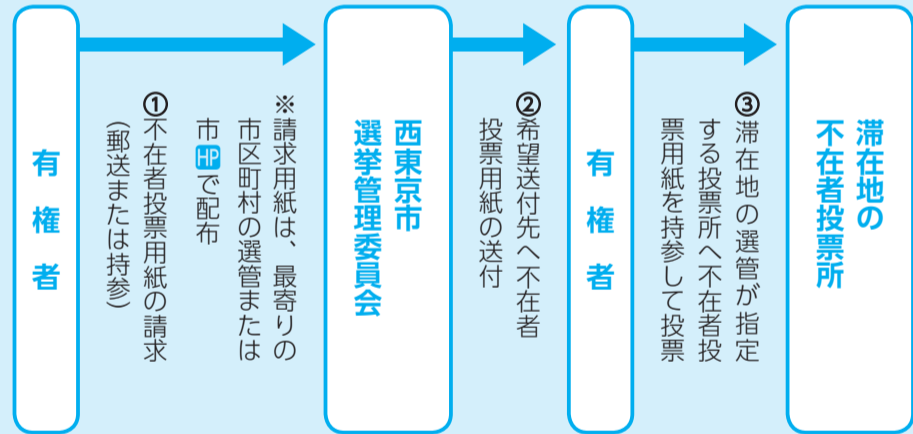 有権者
①不在者投票用紙の請求
(郵送または持参)
※請求用紙は、最寄りの
市区町村の選管または
市HPで配布
西東京市
選挙管理委員会
②希望送付先へ不在者
投票用紙の送付
有権者
③滞在地の選管が指定
する投票所へ不在者投
票用紙を持参して投票
滞在地の
不在者投票所